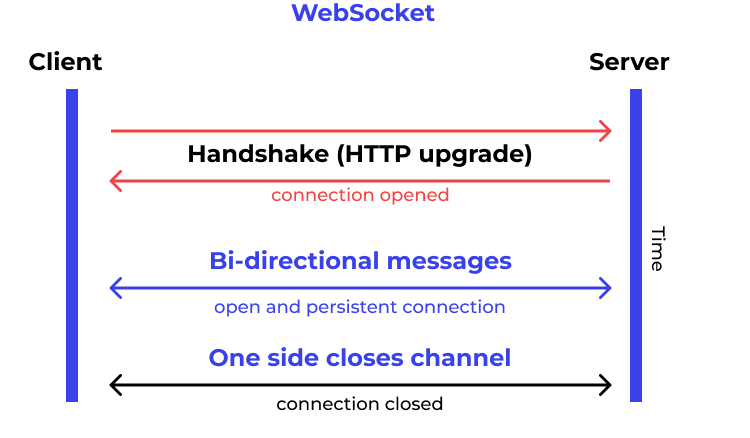 WebSocket
Client
Server
Handshake (HTTP upgrade)
connection opened
Time
Bi-directional messages
open and persistent connection
One side closes channel
connection closed